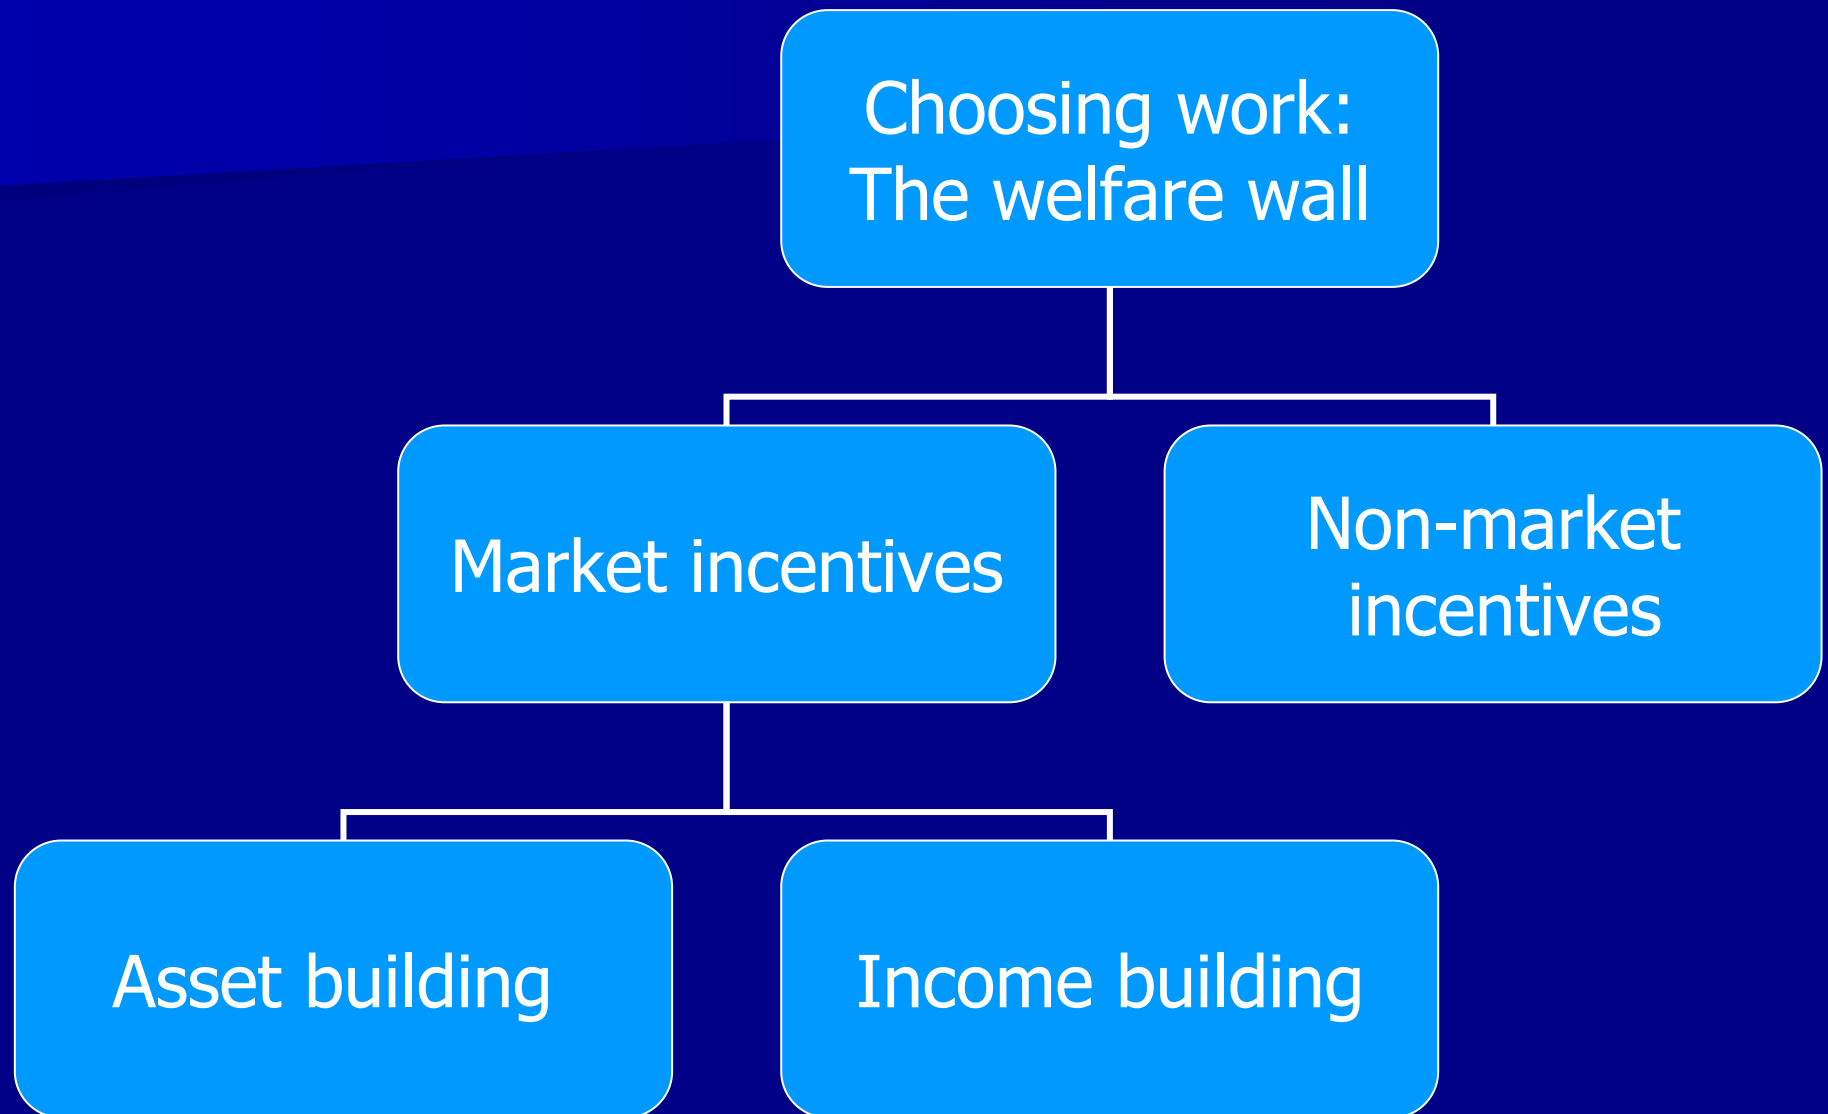 Choosing work:
The welfare wall
Market incentives
Non-market
incentives
Asset building
Income building